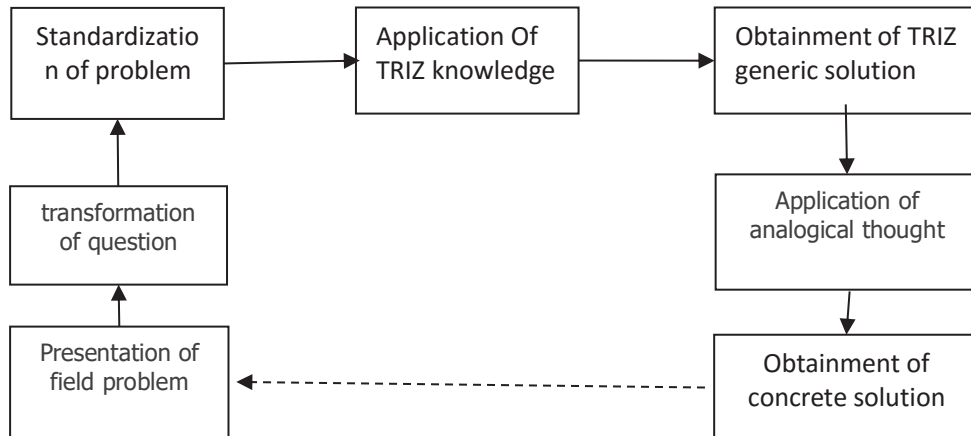 Standardizatio
n of problem
Application Of
TRIZ knowledge
Obtainment of TRIZ
generic solution
transformation
of question
Application of
analogical thought
Presentation of
field problem
Obtainment of
concrete solution